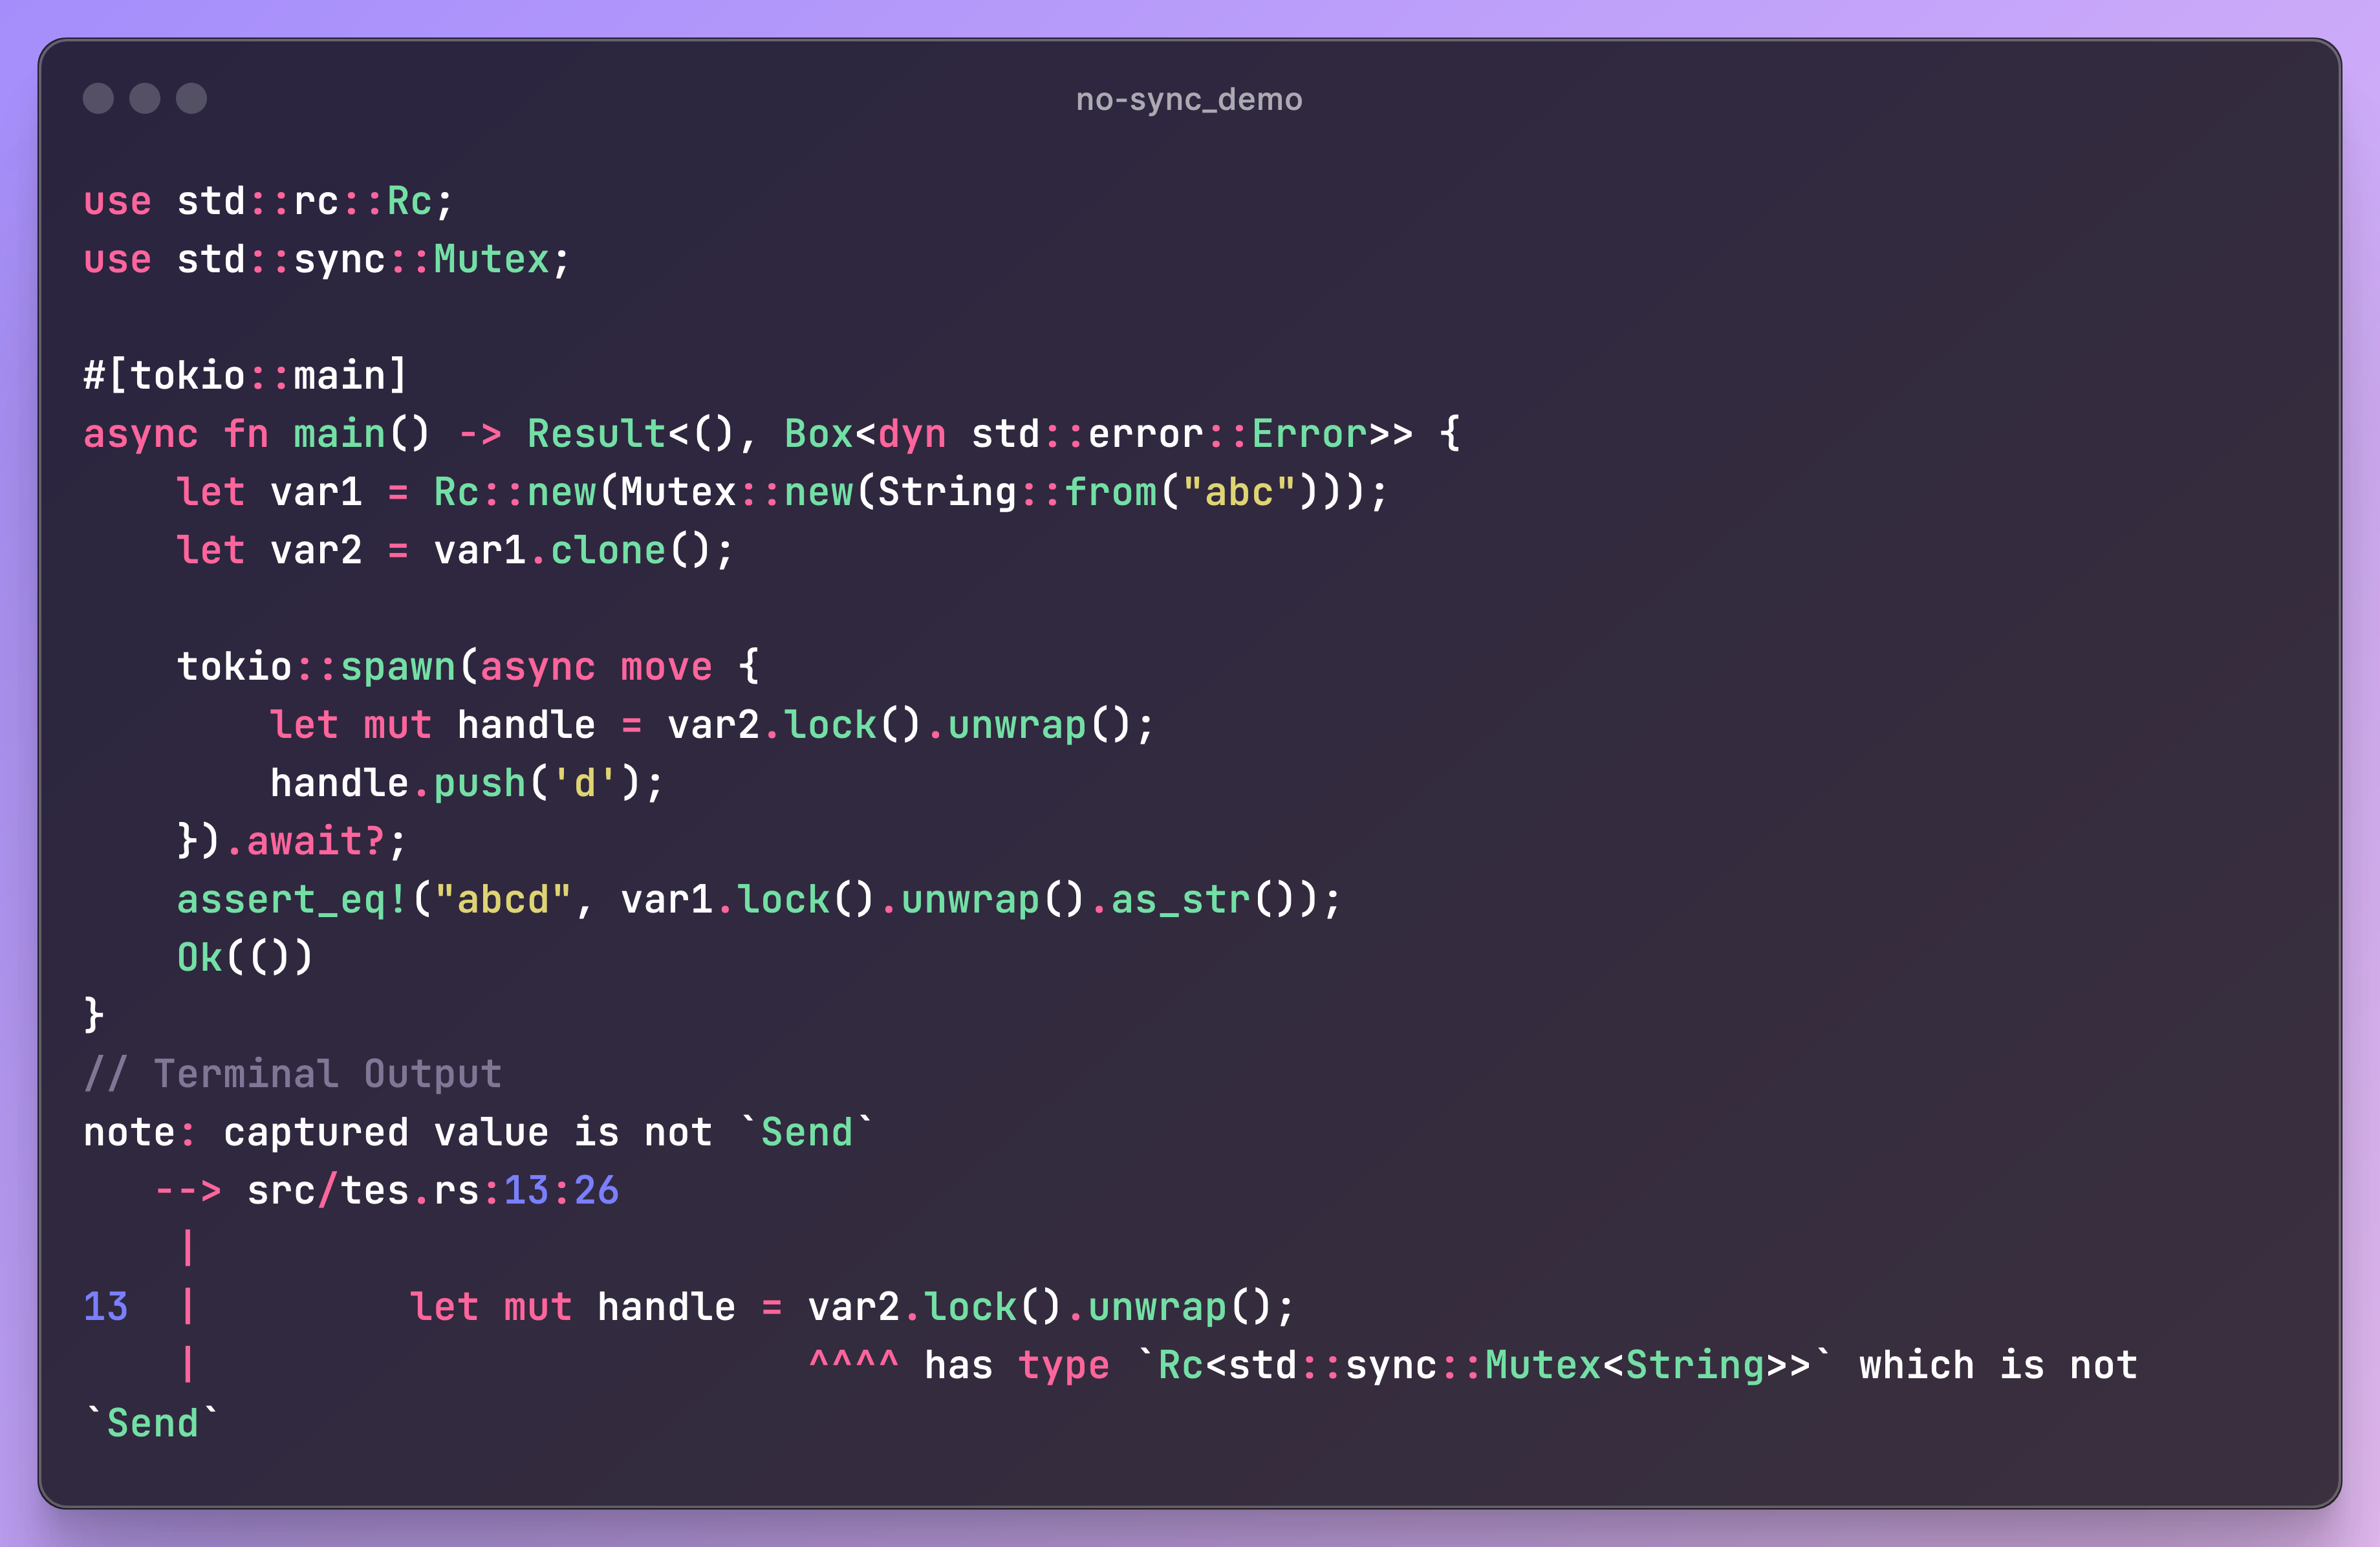 no-sync_demo
use std::rc::Rc;
use std::sync::Mutex;
#[tokio::main]
async fn main() -> Result<(), Box<dyn std::error::Error>> {
    let var1 = Rc::new(Mutex::new(String::from("abc")));
    let var2 = var1.clone();
    tokio::spawn(async move {
        let mut handle = var2.lock().unwrap();
        handle.push('d');
    }).await?;
    assert_eq!("abcd", var1.lock().unwrap().as_str());
    Ok(())
}
// Terminal Output
note: captured value is not `Send`
   --> src/tes.rs:13:26
    |
13  |         let mut handle = var2.lock().unwrap();
    |                          ^^^^ has type `Rc<std::sync::Mutex<String>>` which is not
`Send`